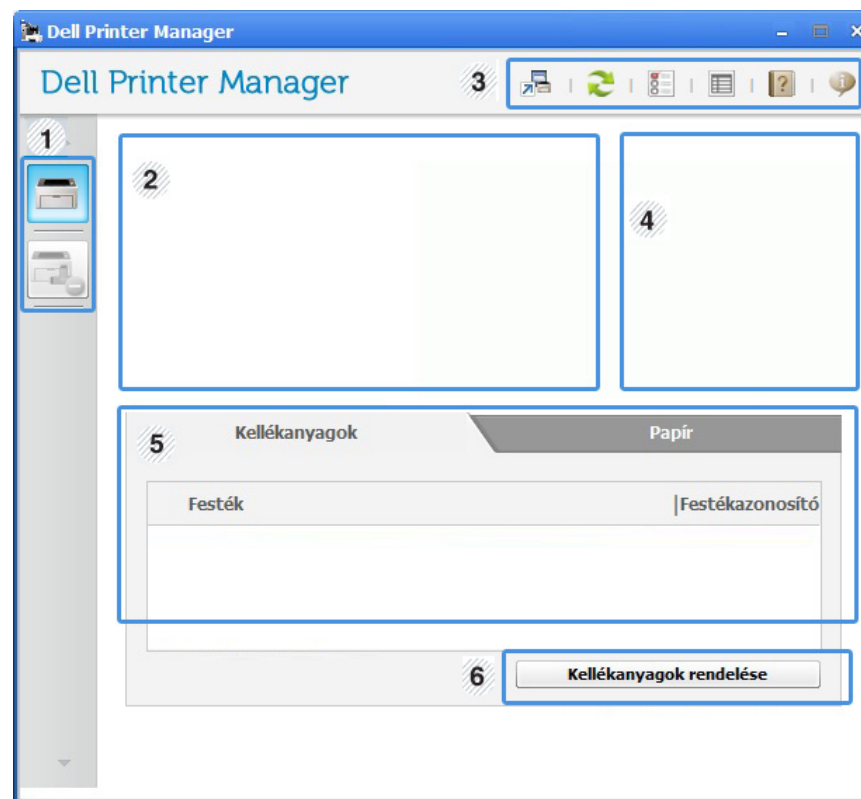 Dell Printer Manager
Dell Printer Manager
3
1
2
4
5
Kellékanyagok
Papír
Festék
|Festékazonosító
6
Kellékanyagok rendelése